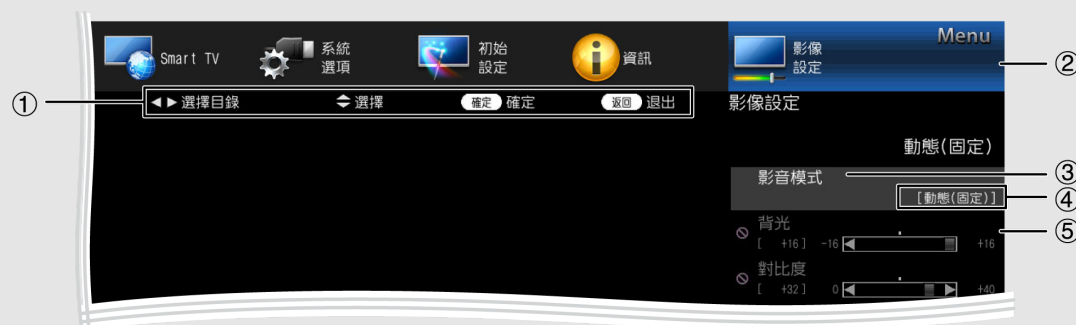 Smart TV
系統
選項
初始
設定
資訊
影像
設定
Menu
②
①
◀ ▶ 選擇目錄
選擇
確定 確定
返回 退出
影像設定
動態(固定)
影音模式
③
[動態(固定)]
④
背光
⑤
[ +16 ] -16 +16
對比度
[ +32 ] 0 +40